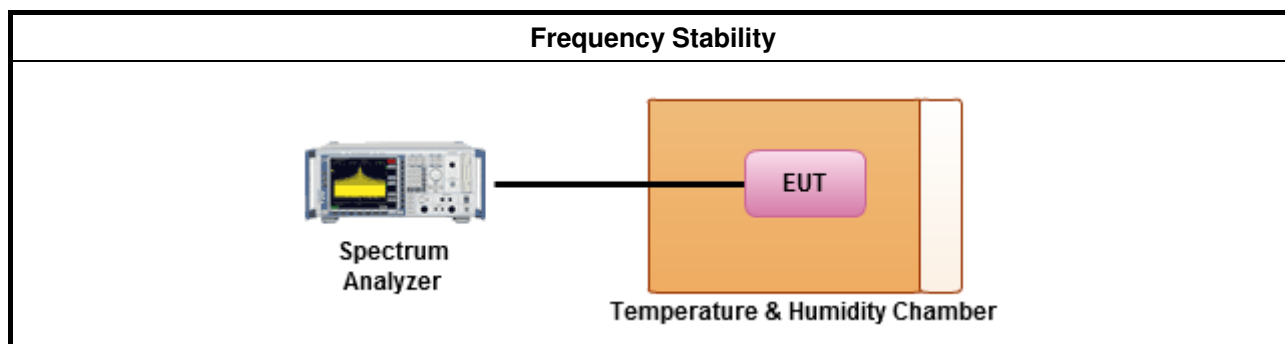 Frequency Stability
EUT
Spectrum
Analyzer
Temperature & Humidity Chamber